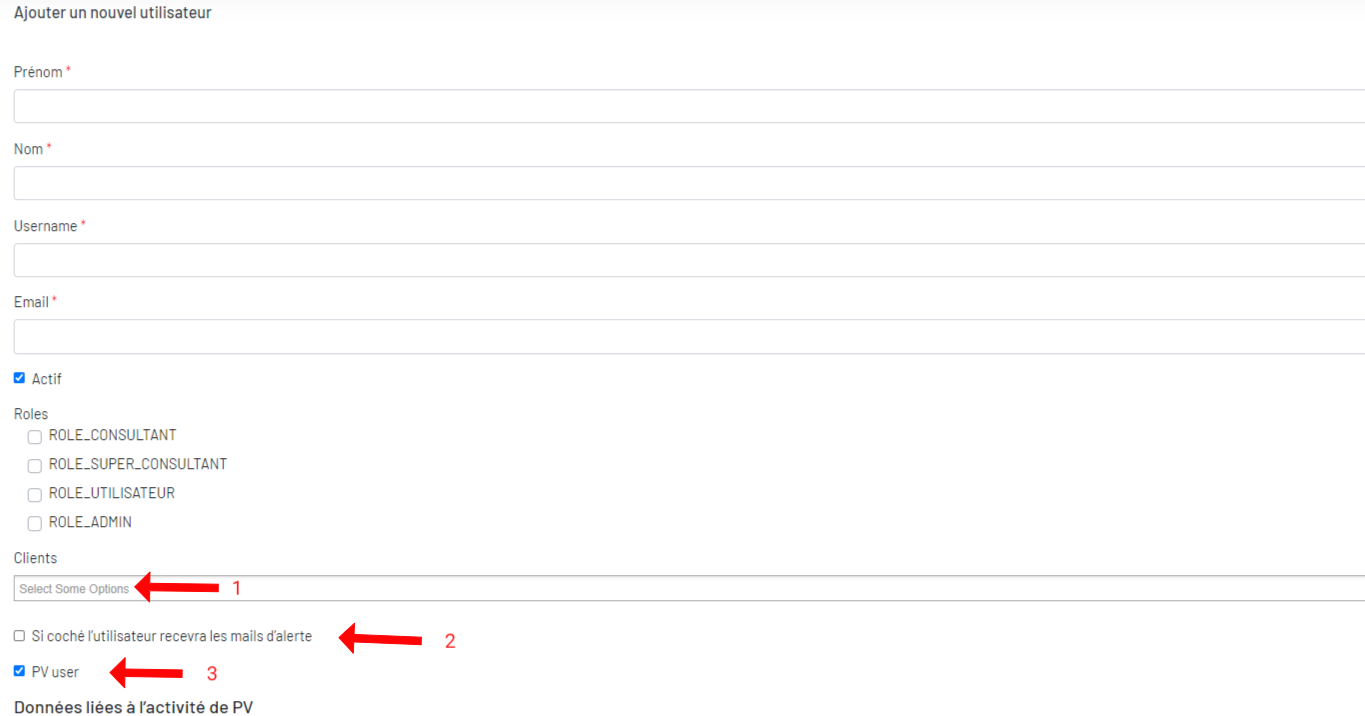 Ajouter un nouvel utilisateur
Prénom *
Nom *
Username *
Email *
Actif
Roles
ROLE_CONSULTANT
ROLE_SUPER_CONSULTANT
ROLE_UTILISATEUR
ROLE_ADMIN
Clients
Select Some Options 1
Si coché l'utilisateur recevra les mails d'alerte 2
PV user 3
Données liées à l'activité de PV